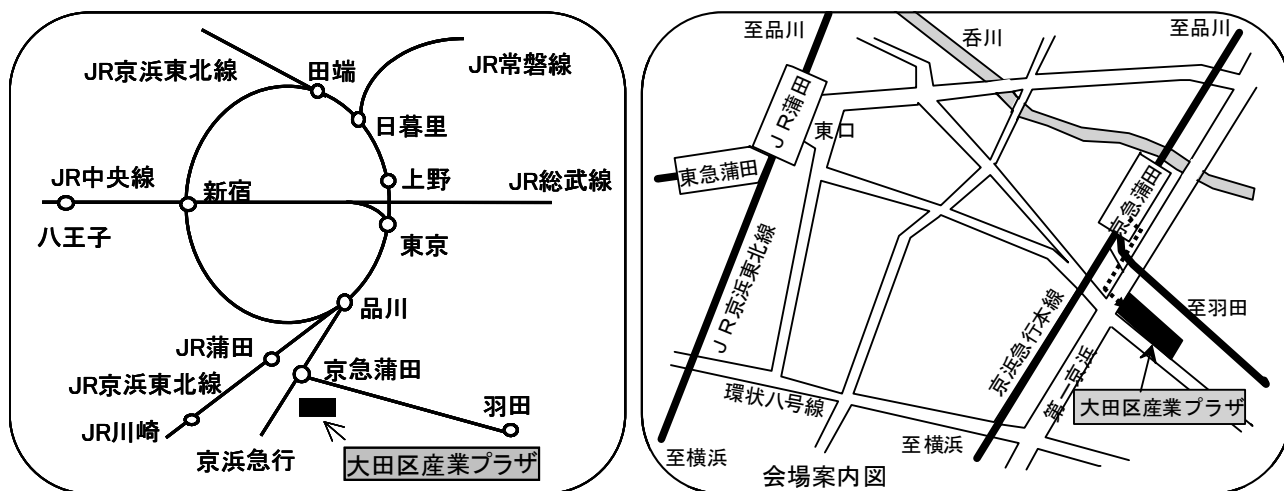 JR京浜東北線
田端
JR常磐線
日暮里
上野
JR中央線
新宿
JR総武線
八王子
東京
品川
JR蒲田
京急蒲田
JR京浜東北線
羽田
JR川崎
京浜急行
大田区産業プラザ
至品川
呑川
至品川
JR蒲田
東口
東急蒲田
京急蒲田
JR京浜東北線
至羽田
京浜急行本線
第一京浜
環状八号線
大田区産業プラザ
至横浜
至横浜
会場案内図